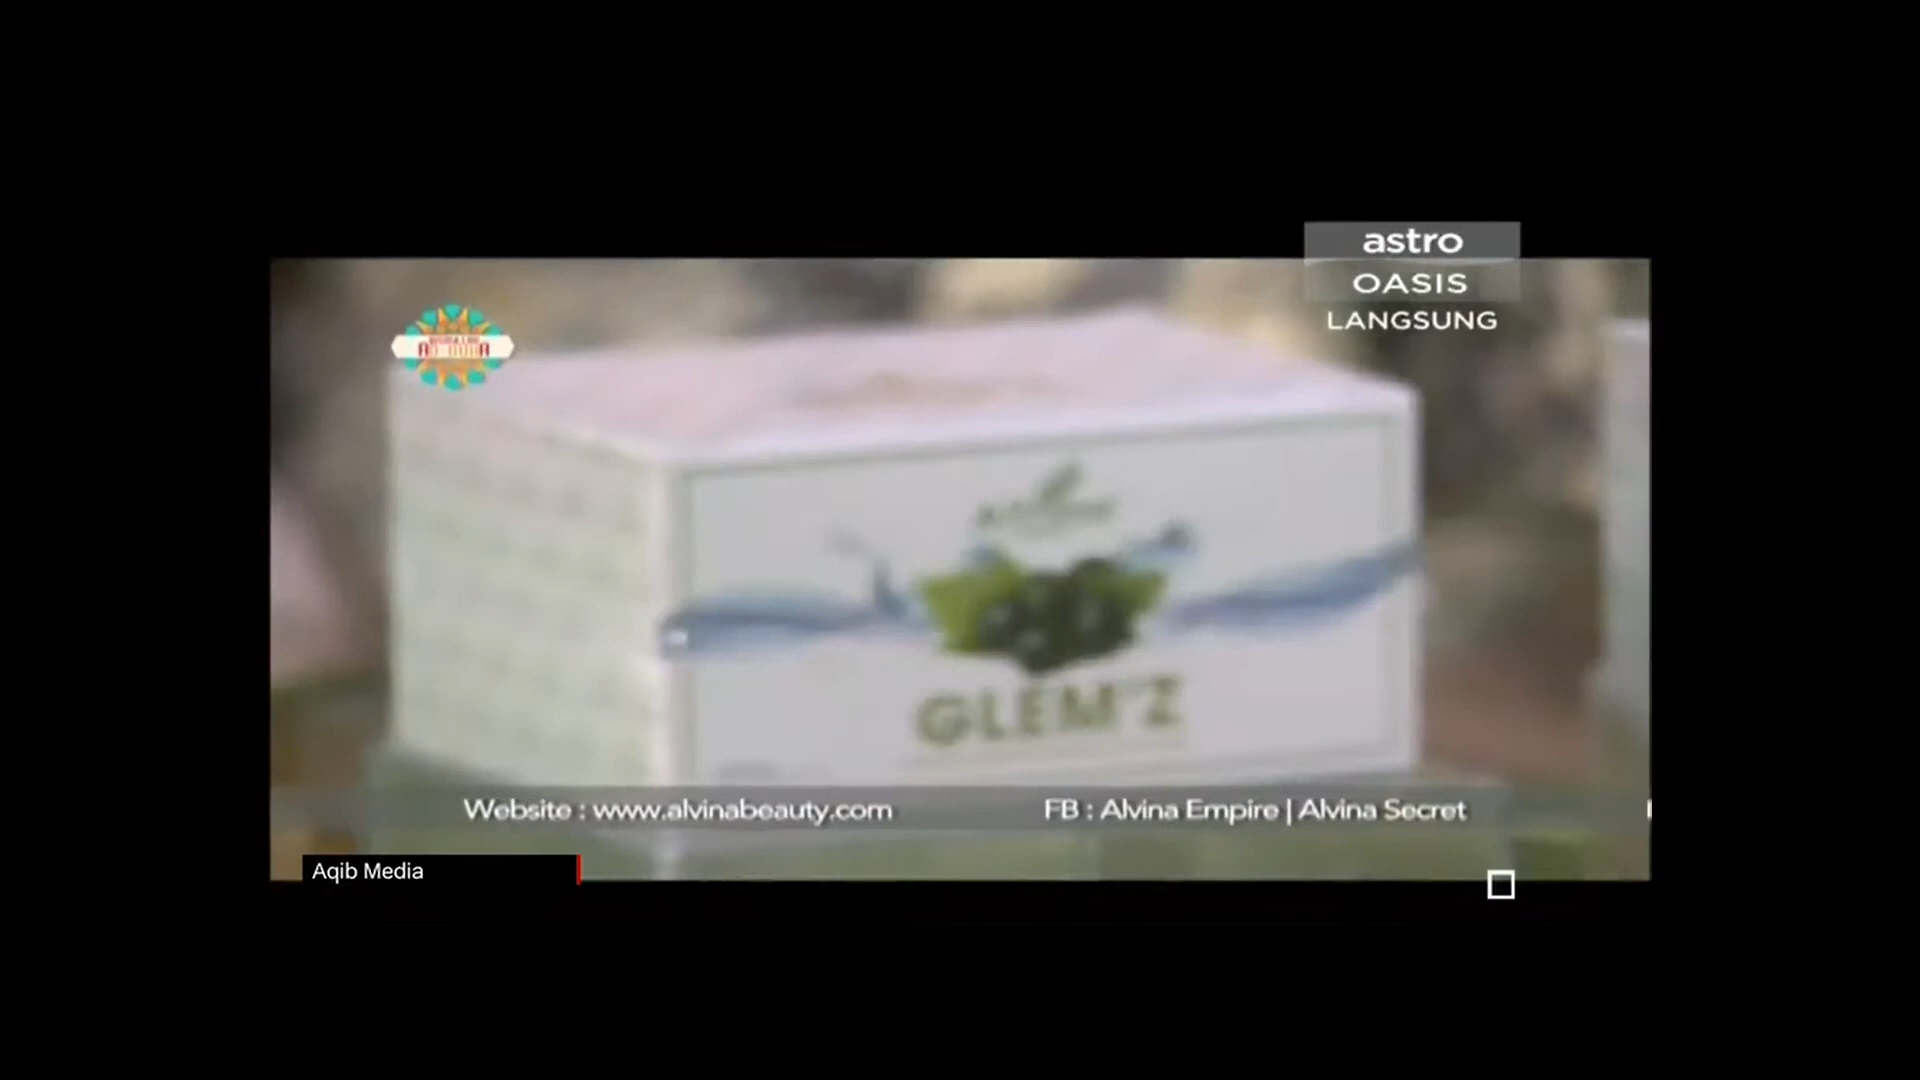 astro
OASIS
LANGSUNG
GLEM'Z
Website : www.alvinabeauty.com
FB : Alvina Empire | Alvina Secret
Aqib Media